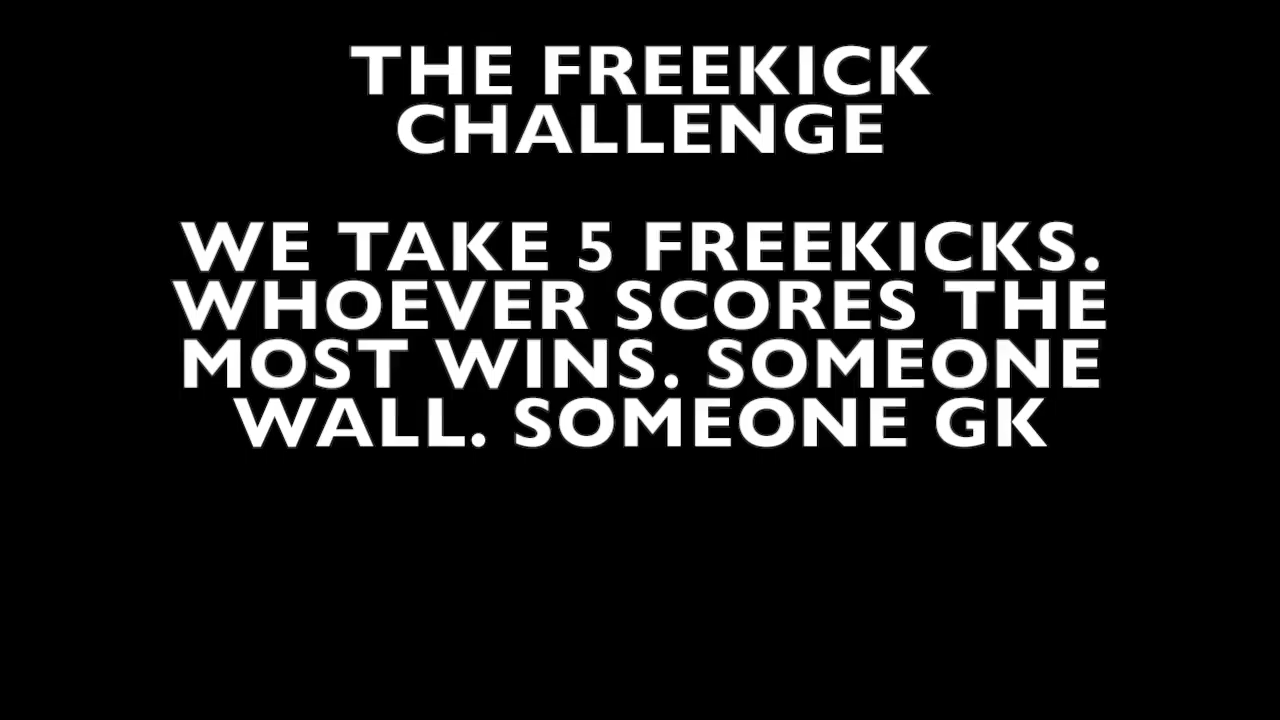 THE FREEKICK
CHALLENGE
WE TAKE 5 FREEKICKS.
WHOEVER SCORES THE
MOST WINS. SOMEONE
WALL. SOMEONE GK